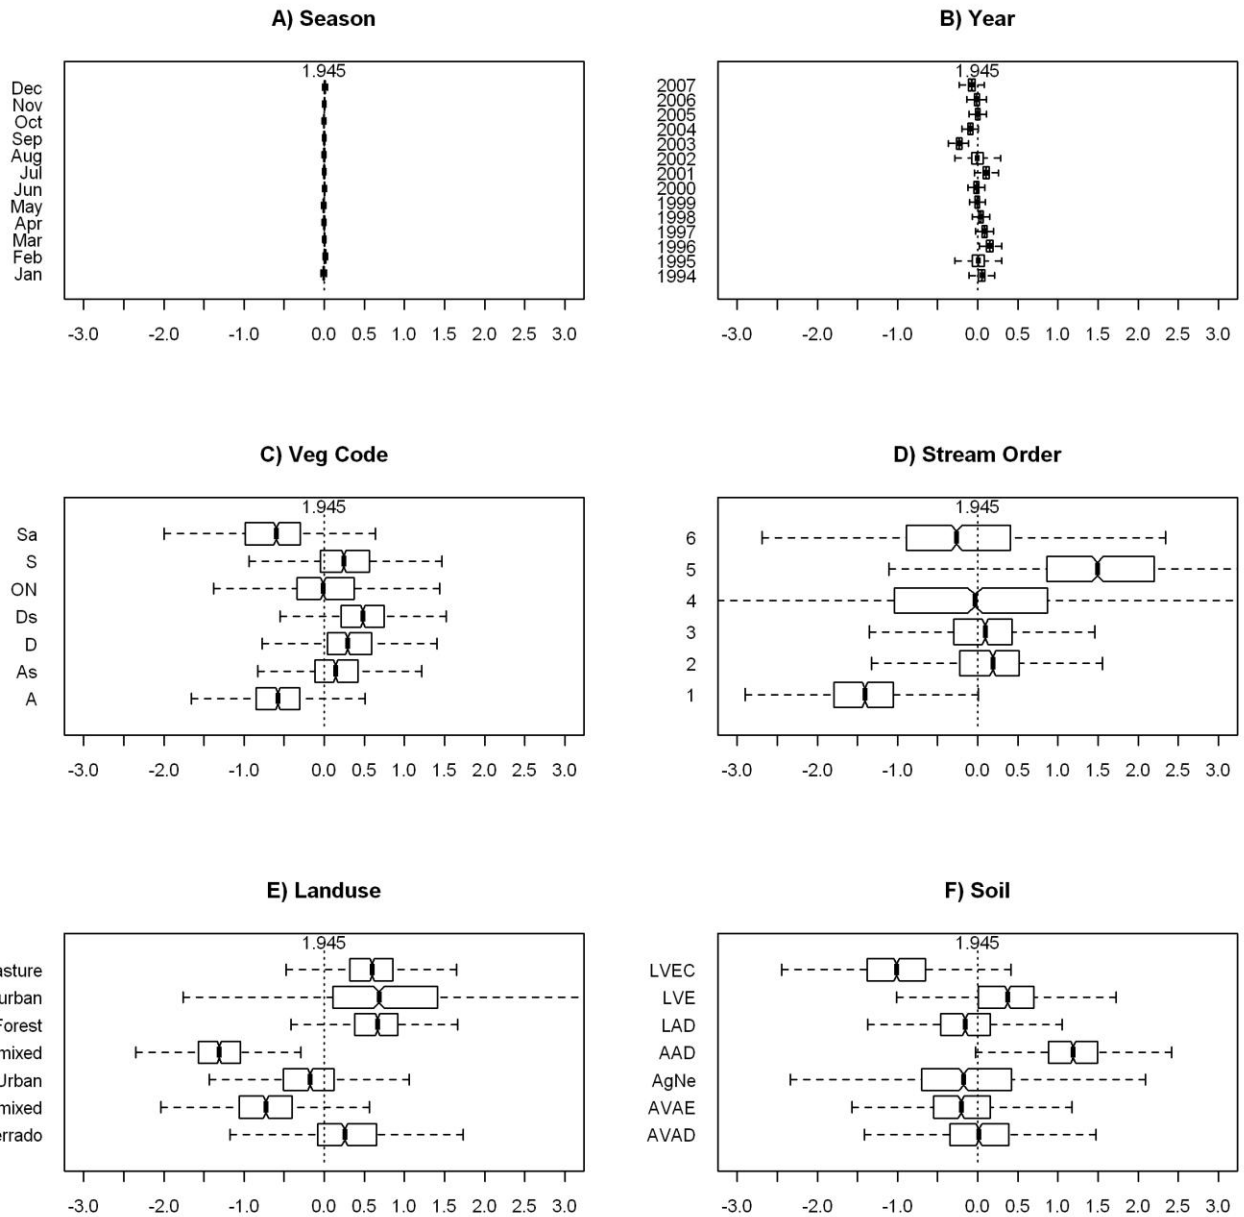 A) Season
1.945
Dec
Nov
Oct
Sep
Aug
Jul
Jun
May
Apr
Mar
Feb
Jan
-3.0 -2.0 -1.0 0.0 0.5 1.0 1.5 2.0 2.5 3.0
B) Year
1.945
2007
2006
2005
2004
2003
2002
2001
2000
1999
1998
1997
1996
1995
1994
-3.0 -2.0 -1.0 0.0 0.5 1.0 1.5 2.0 2.5 3.0
C) Veg Code
1.945
Sa
S
ON
Ds
D
As
A
-3.0 -2.0 -1.0 0.0 0.5 1.0 1.5 2.0 2.5 3.0
D) Stream Order
1.945
6
5
4
3
2
1
-3.0 -2.0 -1.0 0.0 0.5 1.0 1.5 2.0 2.5 3.0
E) Landuse
1.945
asture
urban
Forest
mixed
Urban
mixed
errado
-3.0 -2.0 -1.0 0.0 0.5 1.0 1.5 2.0 2.5 3.0
F) Soil
1.945
LVEC
LVE
LAD
AAD
AgNe
AVAE
AVAD
-3.0 -2.0 -1.0 0.0 0.5 1.0 1.5 2.0 2.5 3.0